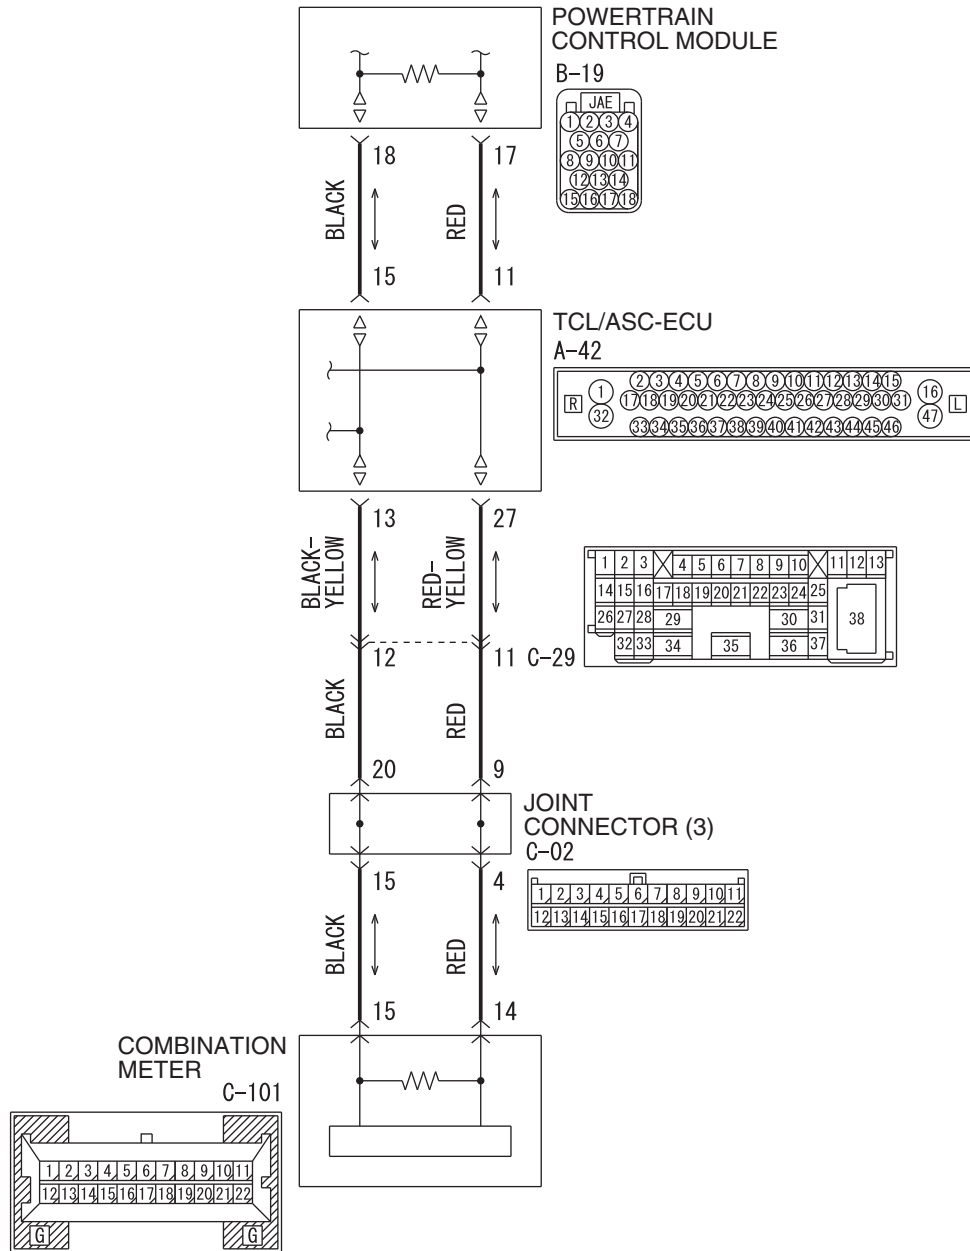 POWERTRAIN
CONTROL MODULE
B-19
JAE
1 2 3 4
5 6 7
8 9 10 11
12 13 14
15 16 17 18
18 17
BLACK RED
15 11
TCL/ASC-ECU
A-42
2 3 4 5 6 7 8 9 10 11 12 13 14 15
R 1 16 L
17 18 19 20 21 22 23 24 25 26 27 28 29 30 31
32 47
33 34 35 36 37 38 39 40 41 42 43 44 45 46
13 27
BLACK-
YELLOW
RED-
YELLOW
1 2 3 4 5 6 7 8 9 10 11 12 13
14 15 16 17 18 19 20 21 22 23 24 25
26 27 28 29 30 31 38
32 33 34 35 36 37
12 11 C-29
BLACK RED
20 9
JOINT
CONNECTOR (3)
C-02
1 2 3 4 5 6 7 8 9 10 11
12 13 14 15 16 17 18 19 20 21 22
15 4
BLACK RED
15 14
COMBINATION
METER
C-101
1 2 3 4 5 6 7 8 9 10 11
12 13 14 15 16 17 18 19 20 21 22
G G